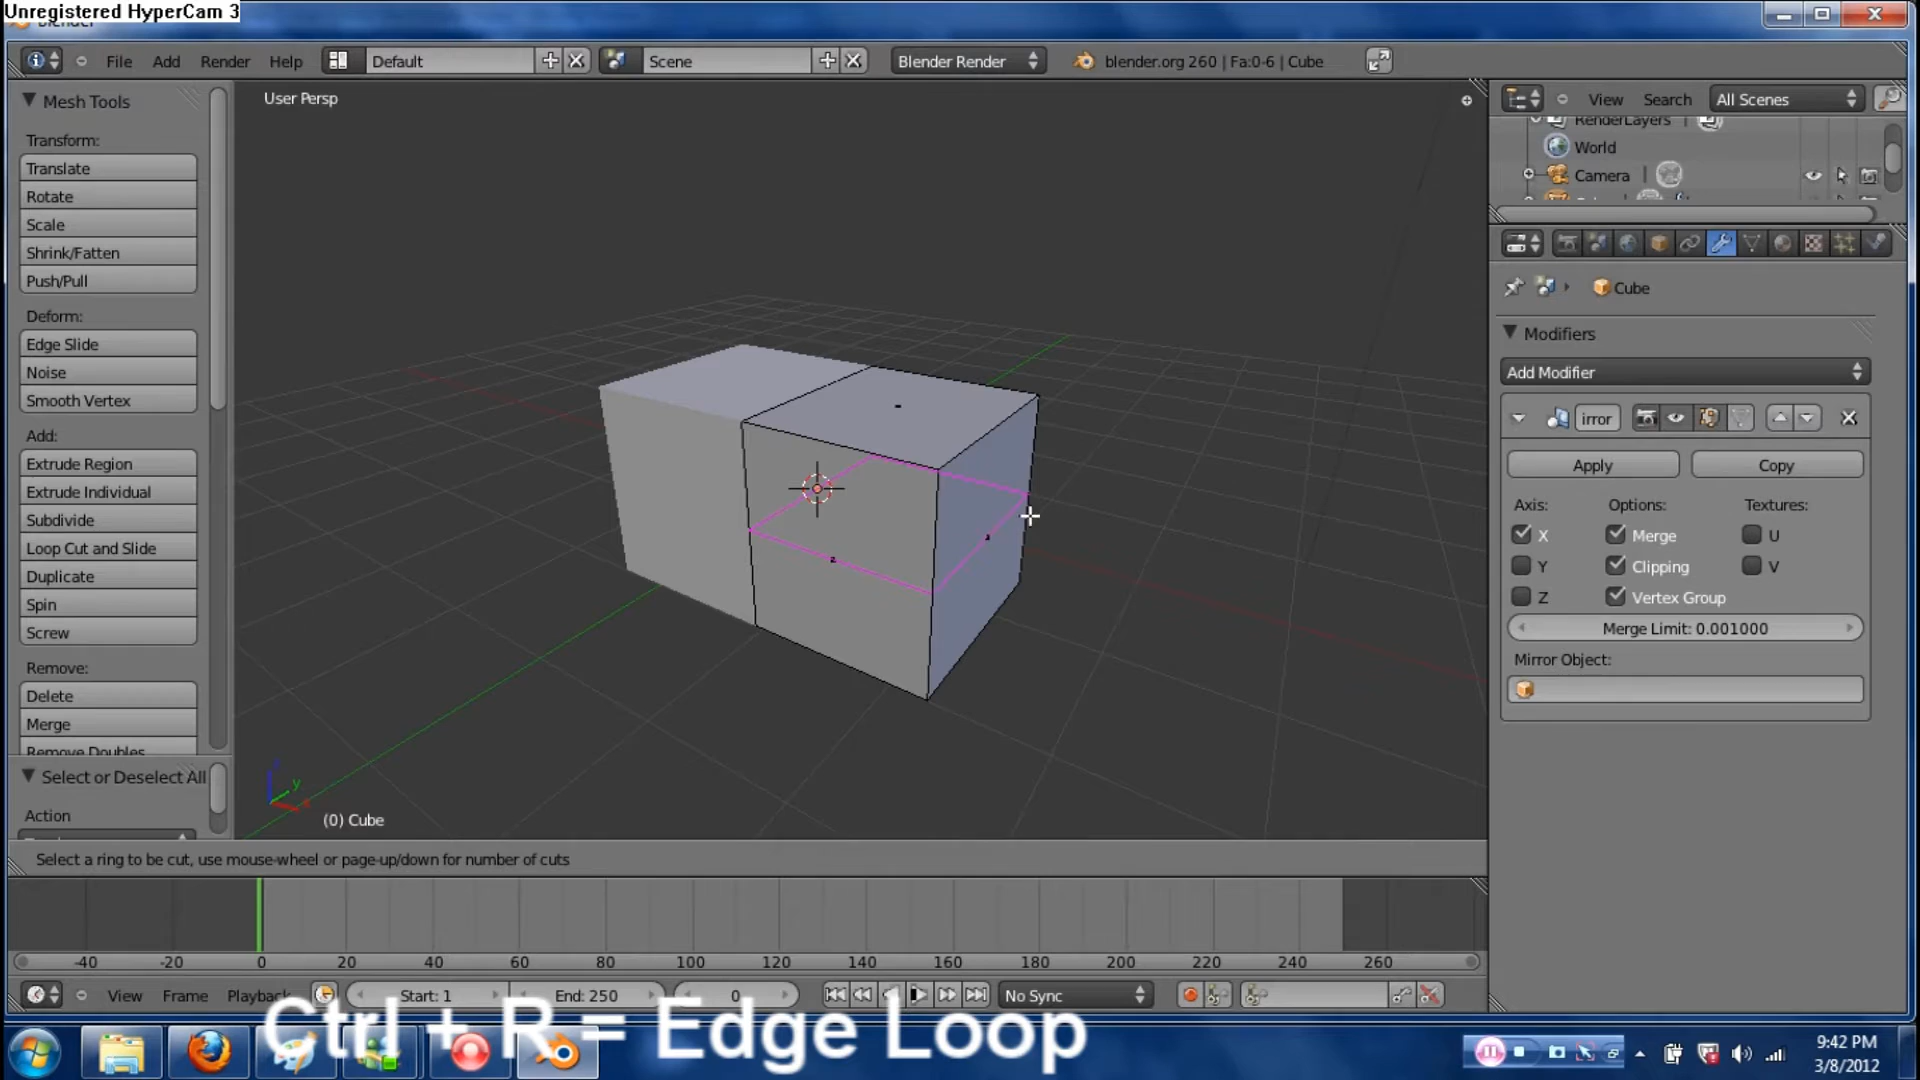 Unregistered HyperCam 3
File Add Render Help Default Scene Blender Render blender.org 260 | Fa:0-6 | Cube
Mesh Tools
Transform:
Translate
Rotate
Scale
Shrink/Fatten
Push/Pull
Deform:
Edge Slide
Noise
Smooth Vertex
Add:
Extrude Region
Extrude Individual
Subdivide
Loop Cut and Slide
Duplicate
Spin
Screw
Remove:
Delete
Merge
Remove Doubles
Select or Deselect All
Action
User Persp
(0) Cube
View Search All Scenes
RenderLayers
World
Camera
Cube
Modifiers
Add Modifier
irror
Apply Copy
Axis: Options: Textures:
X Merge U
Y Clipping V
Z Vertex Group
Merge Limit: 0.001000
Mirror Object:
Select a ring to be cut, use mouse-wheel or page-up/down for number of cuts
-40 -20 0 20 40 60 80 100 120 140 160 180 200 220 240 260
View Frame Playback Start: 1 End: 250 0 No Sync
Ctrl + R = Edge Loop
9:42 PM
3/8/2012